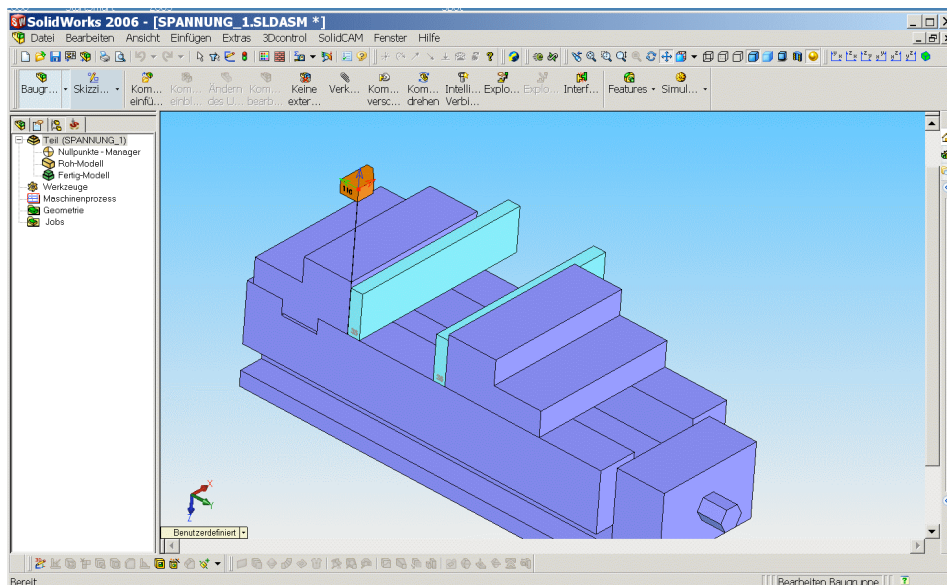 SolidWorks 2006 - [SPANNUNG_1.SLDASM *]
Datei Bearbeiten Ansicht Einfügen Extras 3Dcontrol SolidCAM Fenster Hilfe
Baugr... Skizzi... Kom... Kom... Ändern Kom... Keine Verk... Kom... Kom... Intelli... Explo... Explo... Interf... Features Simul...
einfü... einbi... des U... bearb... exter... versc... drehen Verbi...
Teil (SPANNUNG_1)
Nullpunkte - Manager
Roh-Modell
Fertig-Modell
Werkzeuge
Maschinenprozess
Geometrie
Jobs
X
Y
Z
Benutzerdefiniert
Bereit
Bearbeiten Baugruppe